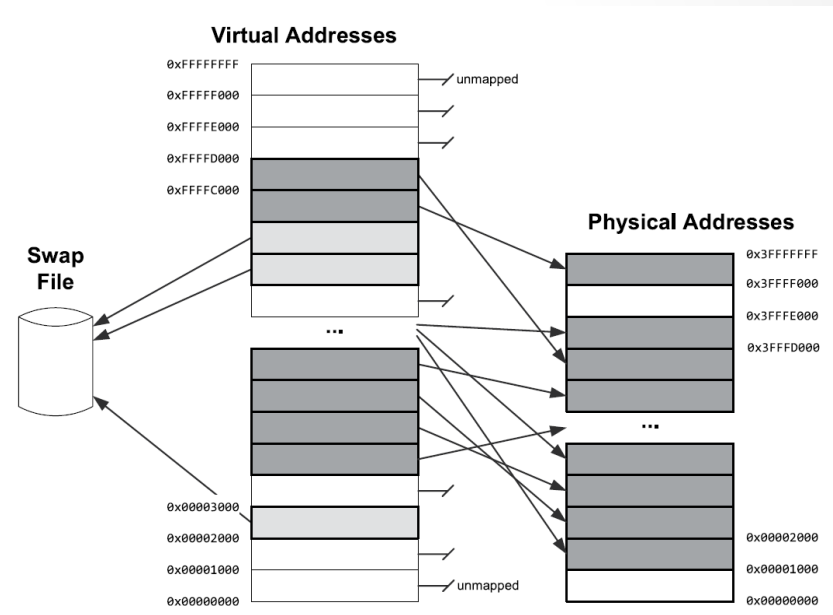 Virtual Addresses
0xFFFFFFFF
unmapped
0xFFFFF000
0xFFFFE000
0xFFFFD000
0xFFFFC000
Physical Addresses
0x3FFFFFFF
0x3FFFF000
0x3FFFE000
0x3FFFD000
Swap
File
...
...
0x00003000
0x00002000
0x00001000
0x00000000
unmapped
0x00002000
0x00001000
0x00000000